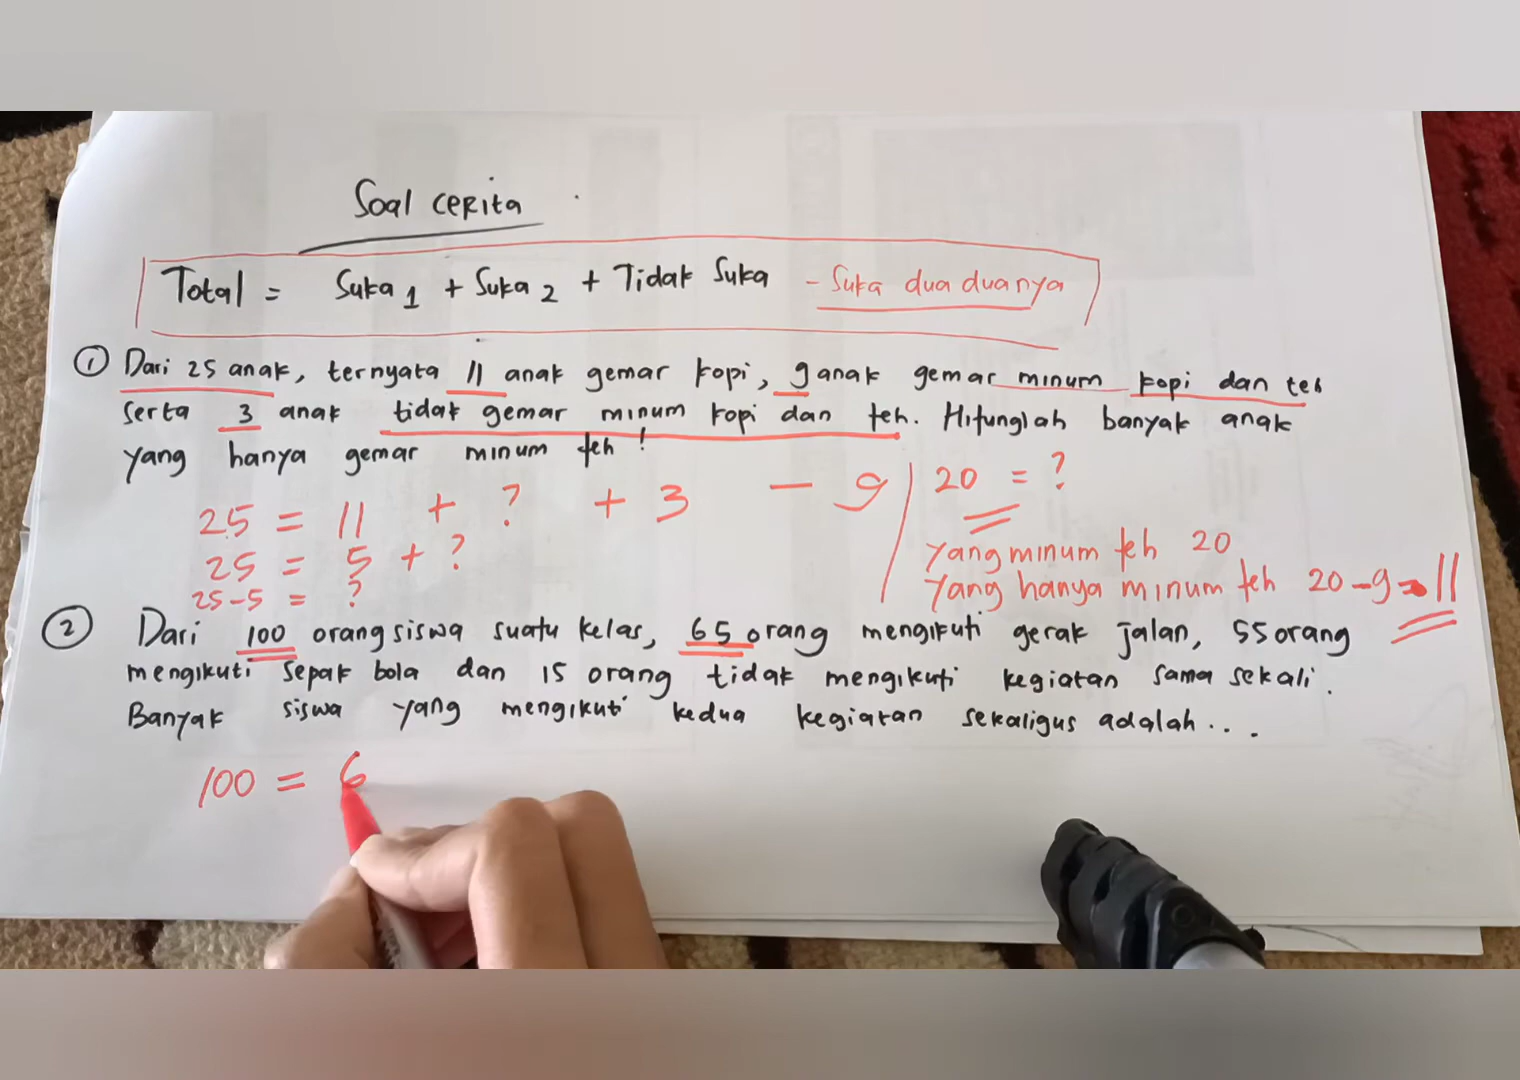 Soal cerita
Total = Suka 1 + Suka 2 + Tidak Suka - Suka dua duanya
① Dari 25 anak, ternyata 11 anak gemar kopi, 9 anak gemar minum kopi dan teh
serta 3 anak tidak gemar minum kopi dan teh. Hitunglah banyak anak
yang hanya gemar minum teh !
25 = 11 + ? + 3 - 9
25 = 5 + ?
25-5 = ?
20 = ?
yang minum teh 20
yang hanya minum teh 20 - 9 = 11
② Dari 100 orang siswa suatu kelas, 65 orang mengikuti gerak jalan, 55 orang
mengikuti sepak bola dan 15 orang tidak mengikuti kegiatan sama sekali.
Banyak siswa yang mengikuti kedua kegiatan sekaligus adalah...
100 = 6